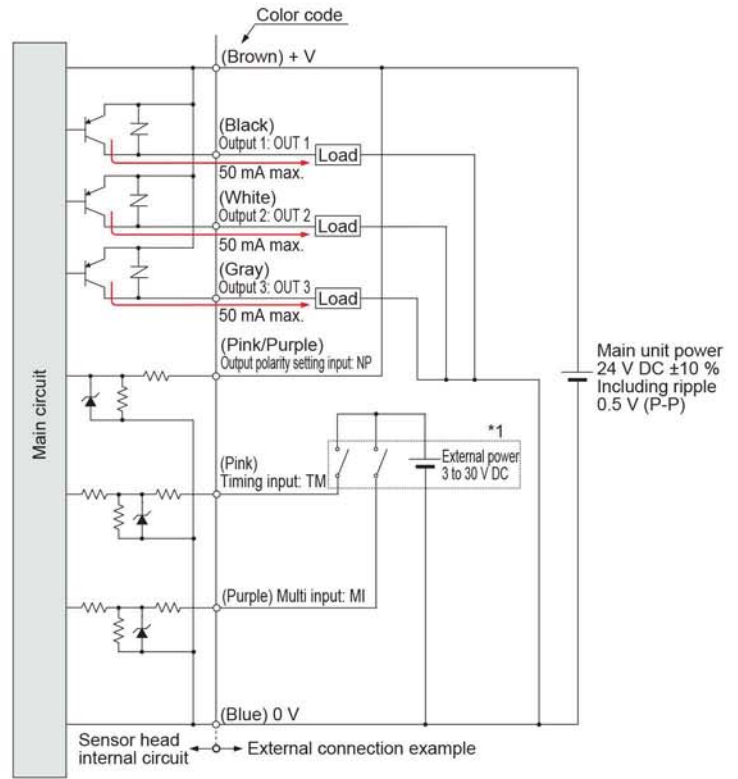 Color code
(Brown) + V
(Black)
Output 1: OUT 1
Load
50 mA max.
(White)
Output 2: OUT 2
Load
50 mA max.
(Gray)
Output 3: OUT 3
Load
50 mA max.
(Pink/Purple)
Output polarity setting input: NP
Main unit power
24 V DC ±10 %
Including ripple
0.5 V (P-P)
Main circuit
*1
External power
3 to 30 V DC
(Pink)
Timing input: TM
(Purple) Multi input: MI
(Blue) 0 V
Sensor head
internal circuit
External connection example